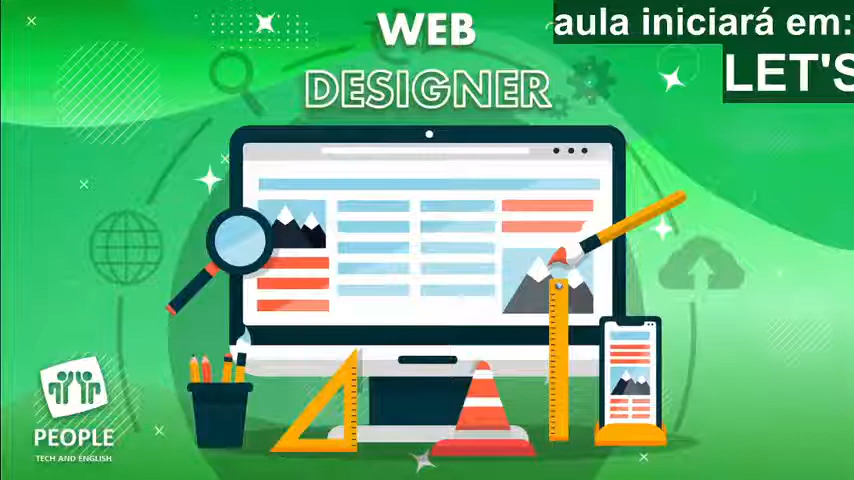 WEB
DESIGNER
aula iniciará em:
LET'S
PEOPLE
TECH AND ENGLISH